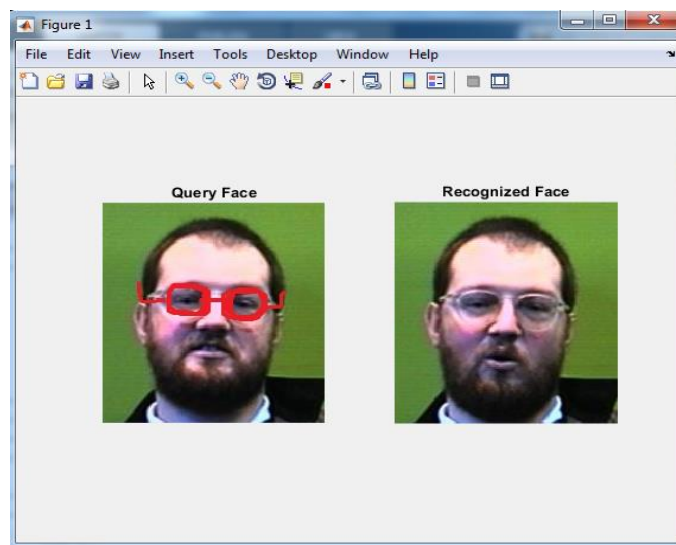 Figure 1
File Edit View Insert Tools Desktop Window Help
Query Face
Recognized Face